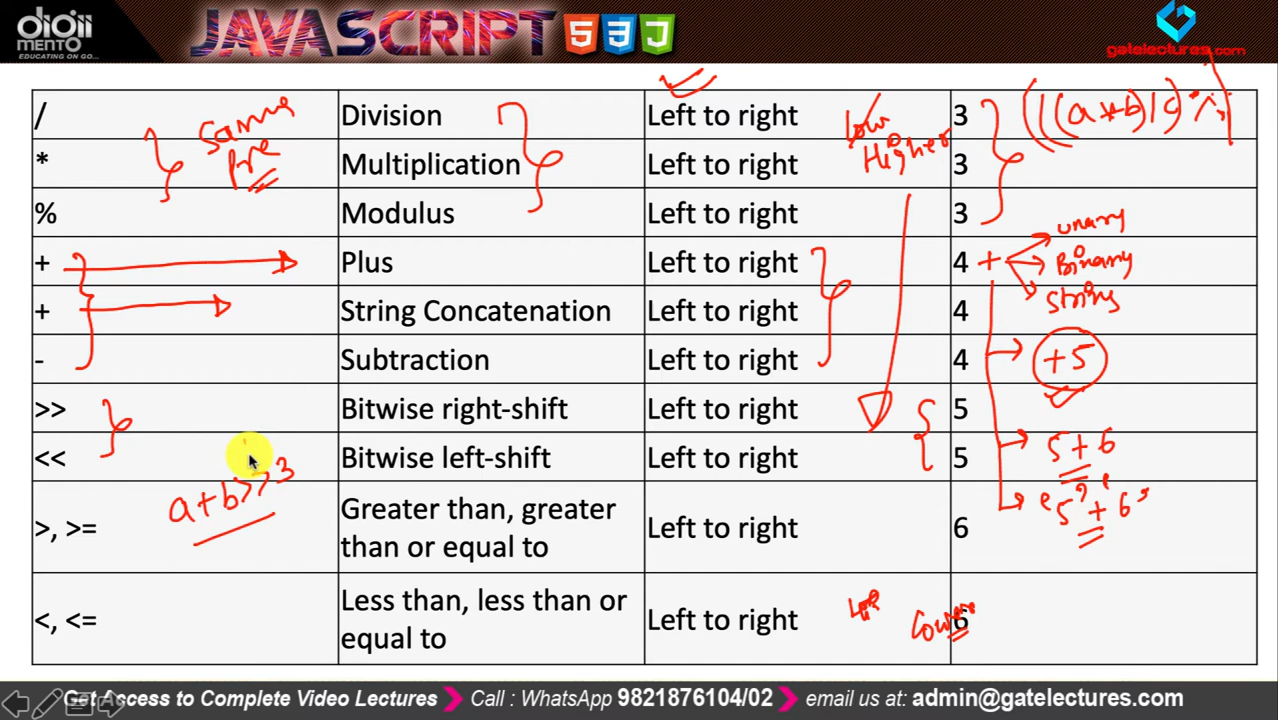 didii
MENTO
EDUCATING ON GO...
JAVASCRIPT
5 3 J
gatelectures.com
/ Division Left to right 3
* Multiplication Left to right 3
% Modulus Left to right 3
+ Plus Left to right 4
+ String Concatenation Left to right 4
- Subtraction Left to right 4
>> Bitwise right-shift Left to right 5
<< Bitwise left-shift Left to right 5
>, >= Greater than, greater
than or equal to Left to right 6
<, <= Less than, less than or
equal to Left to right 6
Same
Pre
Low
Higher
+
unary
Binary
string
+5
5+6
a+b>>3
Get Access to Complete Video Lectures Call : WhatsApp 9821876104/02 email us at: admin@gatelectures.com